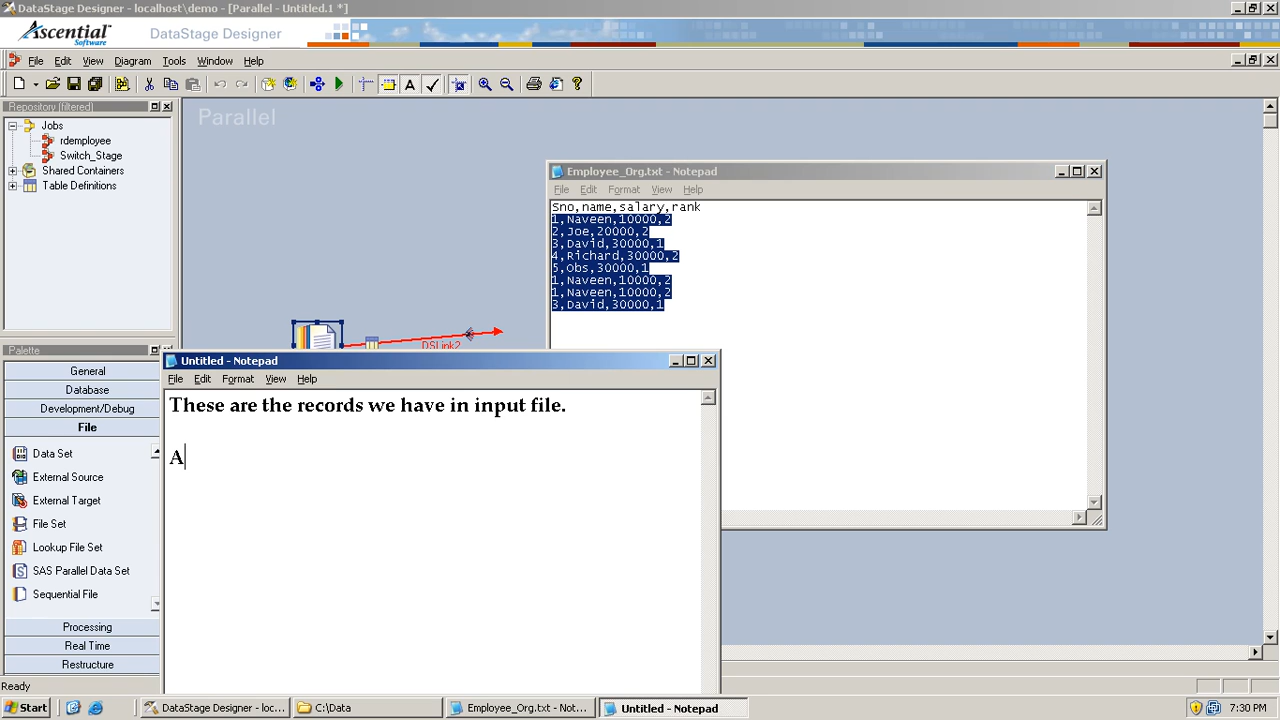 DataStage Designer - localhost\demo - [Parallel - Untitled.1 *]
Ascential
Software
DataStage Designer
File Edit View Diagram Tools Window Help
Repository (filtered)
Jobs
rdemployee
Switch_Stage
Shared Containers
Table Definitions
Parallel
Employee_Org.txt - Notepad
File Edit Format View Help
Sno,name,salary,rank
1,Naveen,10000,2
2,Joe,20000,2
3,David,30000,1
4,Richard,30000,2
5,Obs,30000,1
1,Naveen,10000,2
1,Naveen,10000,2
3,David,30000,1
DSLink2
Palette
General
Database
Development/Debug
File
Data Set
External Source
External Target
File Set
Lookup File Set
SAS Parallel Data Set
Sequential File
Processing
Real Time
Restructure
Untitled - Notepad
File Edit Format View Help
These are the records we have in input file.
A
Ready
Start
DataStage Designer - loc...
C:\Data
Employee_Org.txt - Not...
Untitled - Notepad
7:30 PM